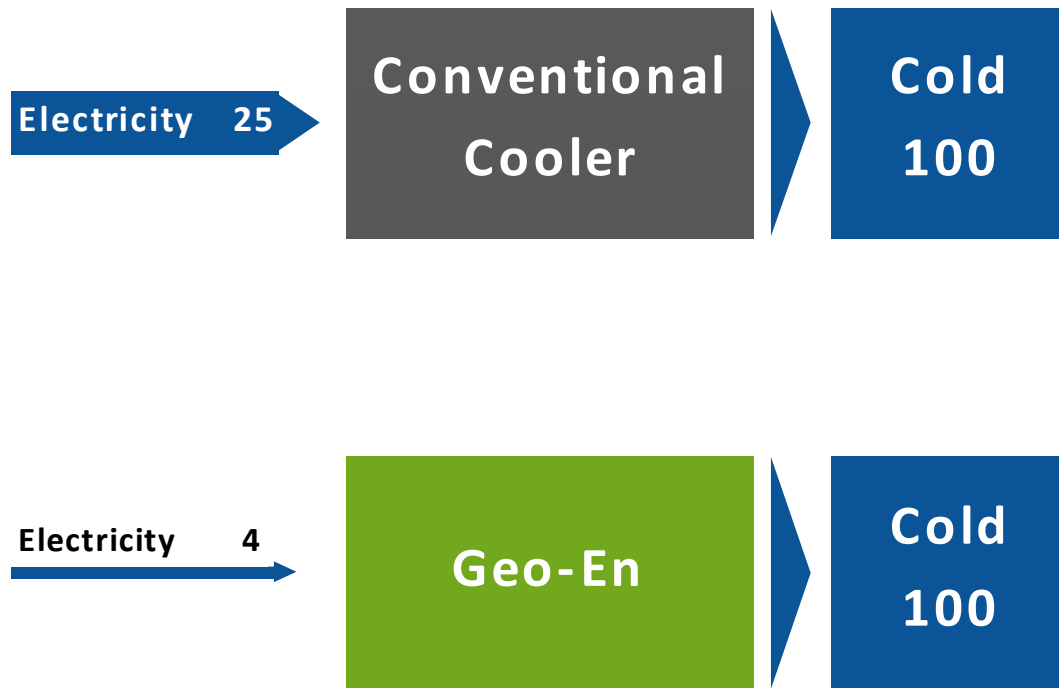 Electricity 25
Conventional
Cooler
Cold
100
Electricity 4
Geo-En
Cold
100